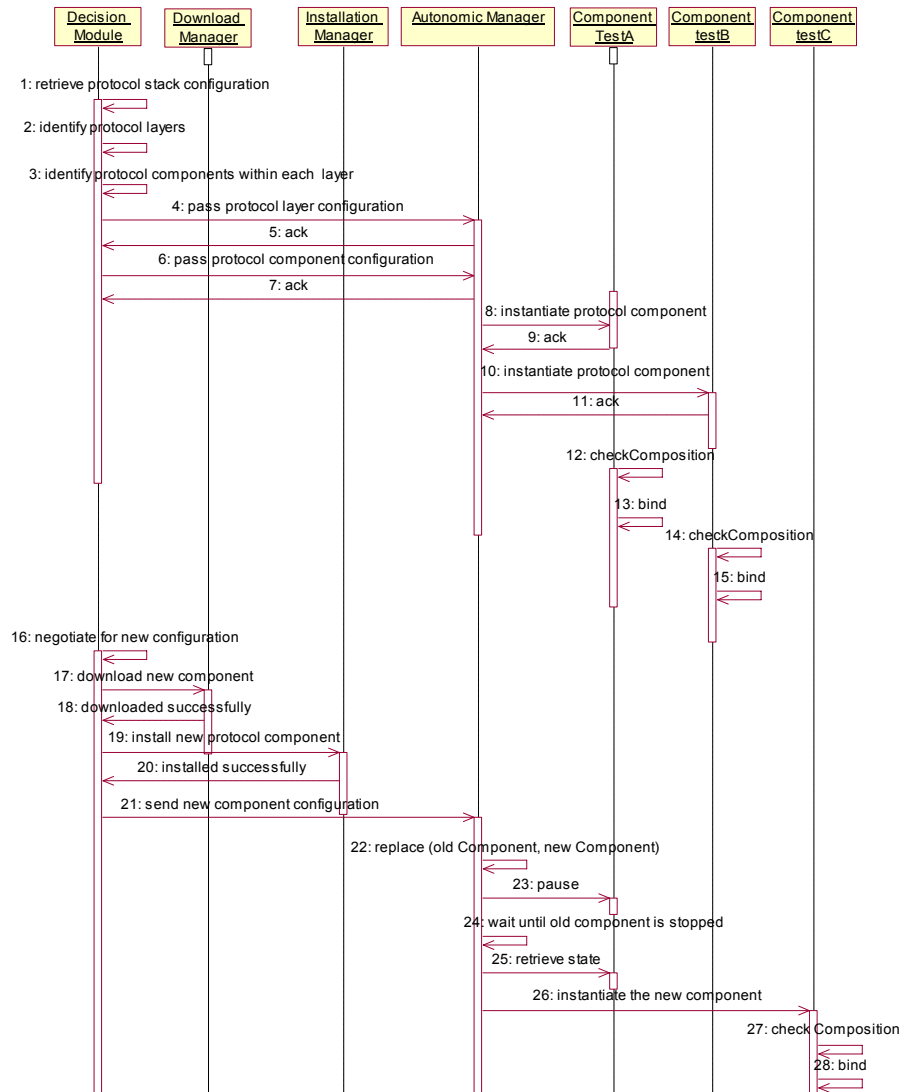 Decision
Module
Download
Manager
Installation
Manager
Autonomic Manager
Component
TestA
Component
testB
Component
testC
1: retrieve protocol stack configuration
2: identify protocol layers
3: identify protocol components within each layer
4: pass protocol layer configuration
5: ack
6: pass protocol component configuration
7: ack
8: instantiate protocol component
9: ack
10: instantiate protocol component
11: ack
12: checkComposition
13: bind
14: checkComposition
15: bind
16: negotiate for new configuration
17: download new component
18: downloaded successfully
19: install new protocol component
20: installed successfully
21: send new component configuration
22: replace (old Component, new Component)
23: pause
24: wait until old component is stopped
25: retrieve state
26: instantiate the new component
27: check Composition
28: bind